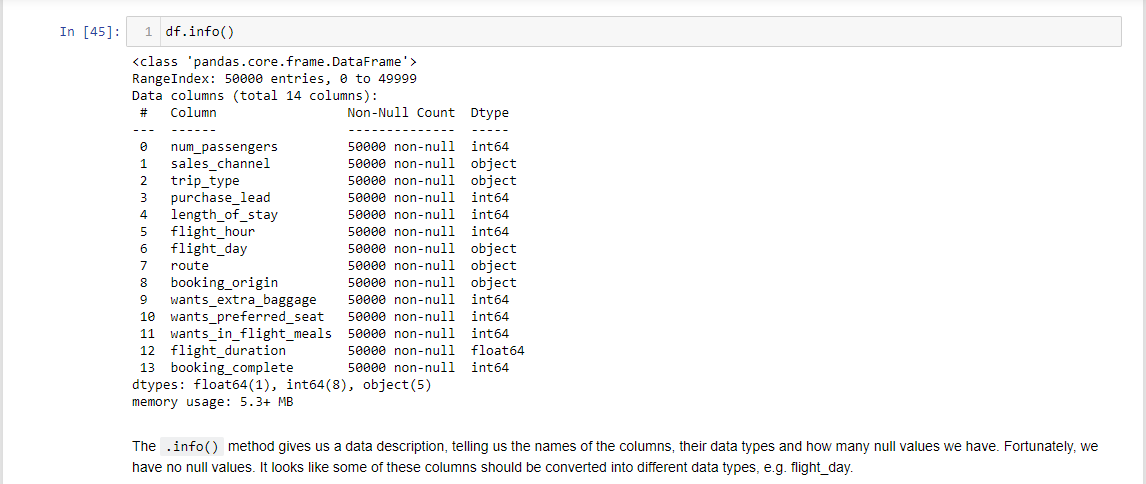 In [45]: 1 df.info()
<class 'pandas.core.frame.DataFrame'>
RangeIndex: 50000 entries, 0 to 49999
Data columns (total 14 columns):
 #   Column                 Non-Null Count  Dtype
---  ------                 --------------  -----
 0   num_passengers         50000 non-null  int64
 1   sales_channel          50000 non-null  object
 2   trip_type              50000 non-null  object
 3   purchase_lead          50000 non-null  int64
 4   length_of_stay         50000 non-null  int64
 5   flight_hour            50000 non-null  int64
 6   flight_day             50000 non-null  object
 7   route                  50000 non-null  object
 8   booking_origin         50000 non-null  object
 9   wants_extra_baggage    50000 non-null  int64
 10  wants_preferred_seat   50000 non-null  int64
 11  wants_in_flight_meals  50000 non-null  int64
 12  flight_duration        50000 non-null  float64
 13  booking_complete       50000 non-null  int64
dtypes: float64(1), int64(8), object(5)
memory usage: 5.3+ MB
The .info() method gives us a data description, telling us the names of the columns, their data types and how many null values we have. Fortunately, we
have no null values. It looks like some of these columns should be converted into different data types, e.g. flight_day.